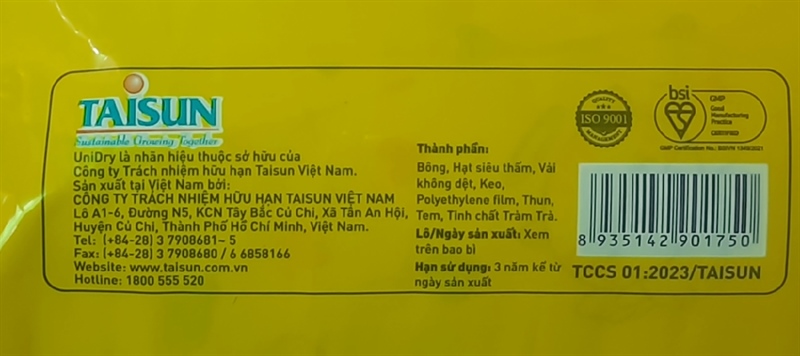 TAISUN
Sustainable Growing Together
UniDry là nhãn hiệu thuộc sở hữu của
Công ty Trách nhiệm hữu hạn Taisun Việt Nam.
Sản xuất tại Việt Nam bởi:
CÔNG TY TRÁCH NHIỆM HỮU HẠN TAISUN VIỆT NAM
Lô A1-6, Đường N5, KCN Tây Bắc Củ Chi, Xã Tân An Hội,
Huyện Củ Chi, Thành Phố Hồ Chí Minh, Việt Nam.
Tel: (+84-28) 3 7908681- 5
Fax: (+84-28) 3 7908680 / 6 6858166
Website: www.taisun.com.vn
Hotline: 1800 555 520
Thành phần:
Bông, Hạt siêu thấm, Vải
không dệt, Keo,
Polyethylene film, Thun,
Tem, Tinh chất Tràm Trà.
Lô/Ngày sản xuất: Xem
trên bao bì
Hạn sử dụng: 3 năm kể từ
ngày sản xuất
QUALITY
ISO 9001
MANAGEMENT
bsi
GMP
Good
Manufacturing
Practice
CERTIFIED
8 935142 901750
TCCS 01:2023/TAISUN